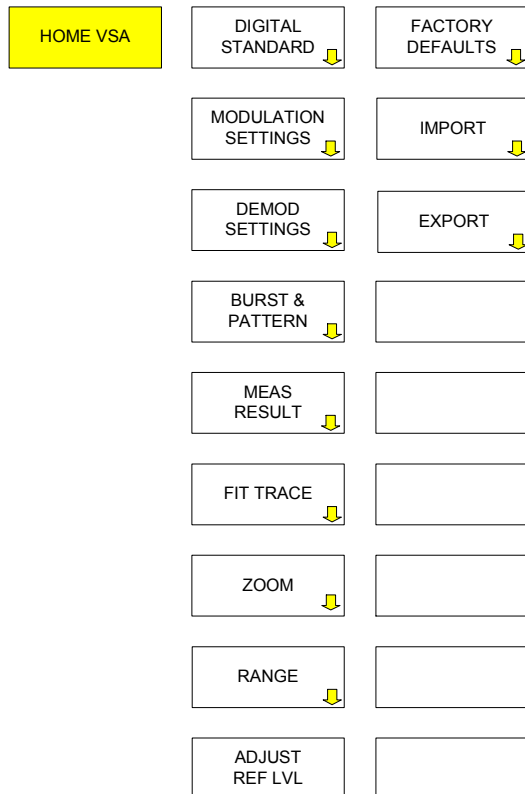 HOME VSA
DIGITAL
STANDARD
FACTORY
DEFAULTS
MODULATION
SETTINGS
IMPORT
DEMOD
SETTINGS
EXPORT
BURST &
PATTERN
MEAS
RESULT
FIT TRACE
ZOOM
RANGE
ADJUST
REF LVL